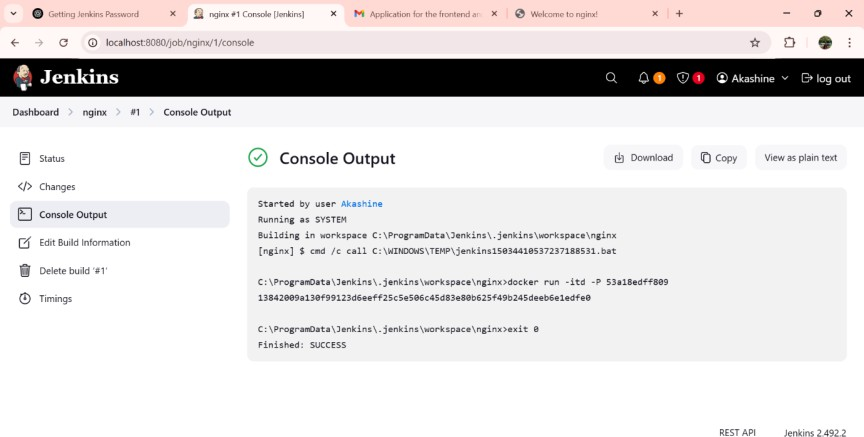 Getting Jenkins Password
nginx #1 Console [Jenkins]
Application for the frontend an
Welcome to nginx!
localhost:8080/job/nginx/1/console
Jenkins
1
1
Akashine
log out
Dashboard > nginx > #1 > Console Output
Status
Changes
Console Output
Edit Build Information
Delete build '#1'
Timings
Console Output
Download
Copy
View as plain text
Started by user Akashine
Running as SYSTEM
Building in workspace C:\ProgramData\Jenkins\.jenkins\workspace\nginx
[nginx] $ cmd /c call C:\WINDOWS\TEMP\jenkins15034410537237188531.bat
C:\ProgramData\Jenkins\.jenkins\workspace\nginx>docker run -itd -P 53a18edff809
13842009a130f99123d6eeff25c5e506c45d83e80b625f49b245deeb6e1edfe0
C:\ProgramData\Jenkins\.jenkins\workspace\nginx>exit 0
Finished: SUCCESS
REST API
Jenkins 2.492.2